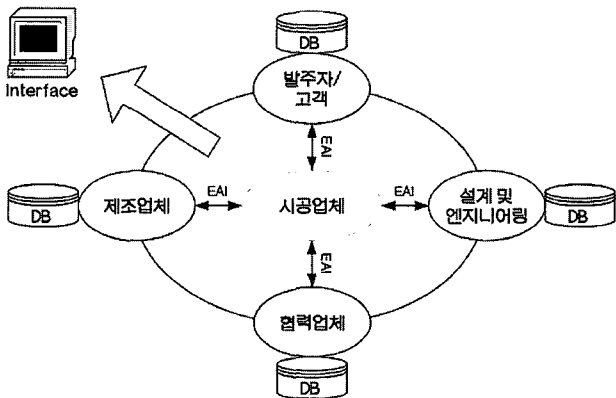 DB
Interface
발주자/
고객
EAI
DB
제조업체
EAI
시공업체
EAI
설계 및
엔지니어링
DB
EAI
협력업체
DB